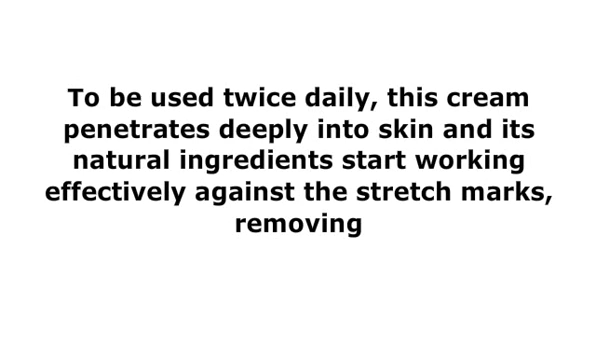 To be used twice daily, this cream
penetrates deeply into skin and its
natural ingredients start working
effectively against the stretch marks,
removing